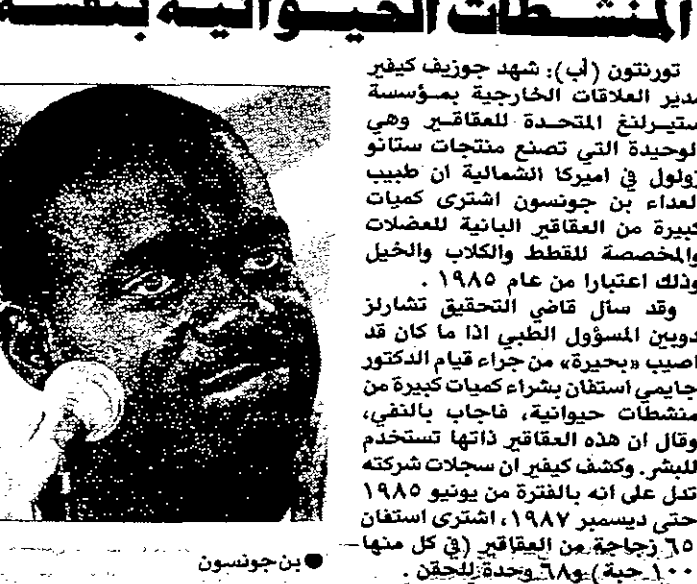 المنشطات الحيوانية بنفسه
تورنتون (أب): شهد جوزيف كيفير
مدير العلاقات الخارجية بمؤسسة
ستيرلنغ المتحدة للعقاقير وهي
الوحيدة التي تصنع منتجات ستانو
زولول في اميركا الشمالية ان طبيب
العداء بن جونسون اشترى كميات
كبيرة من العقاقير البانية للعضلات
والمخصصة للقطط والكلاب والخيل
وذلك اعتبارا من عام ١٩٨٥ .
وقد سأل قاضي التحقيق تشارلز
دوبين المسؤول الطبي اذا ما كان قد
اصيب «بحيرة» من جراء قيام الدكتور
جايمي استفان بشراء كميات كبيرة من
منشطات حيوانية، فاجاب بالنفي،
وقال ان هذه العقاقير ذاتها تستخدم
للبشر. وكشف كيفير ان سجلات شركته
تدل على انه بالفترة من يونيو ١٩٨٥
حتى ديسمبر ١٩٨٧، اشترى استفان
٦٥ زجاجة من العقاقير (في كل منها
١٠٠ حبة) و٦٨ وحدة للحقن .
بن جونسون